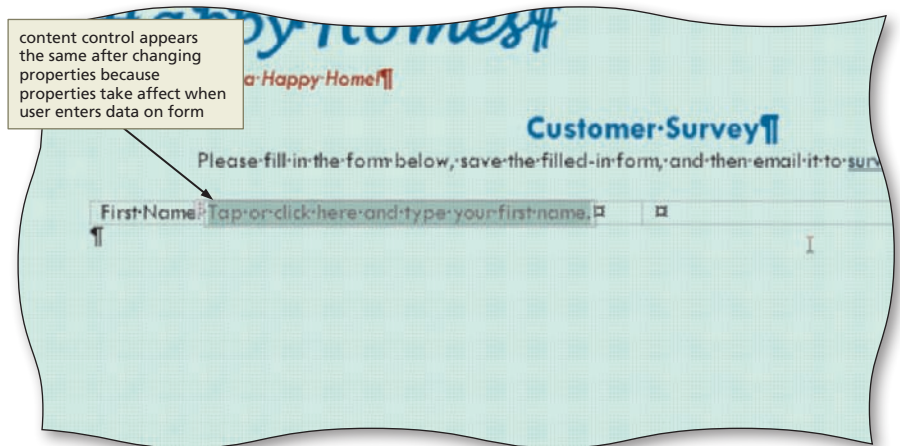 Homes¶
content control appears
the same after changing
properties because
properties take affect when
user enters data on form
a·Happy·Home!¶
Customer·Survey¶
Please·fill·in·the·form·below,·save·the·filled-in·form,·and·then·email·it·to·
First·Name Tap·or·click·here·and·type·your·first·name.¤ ¤
¶